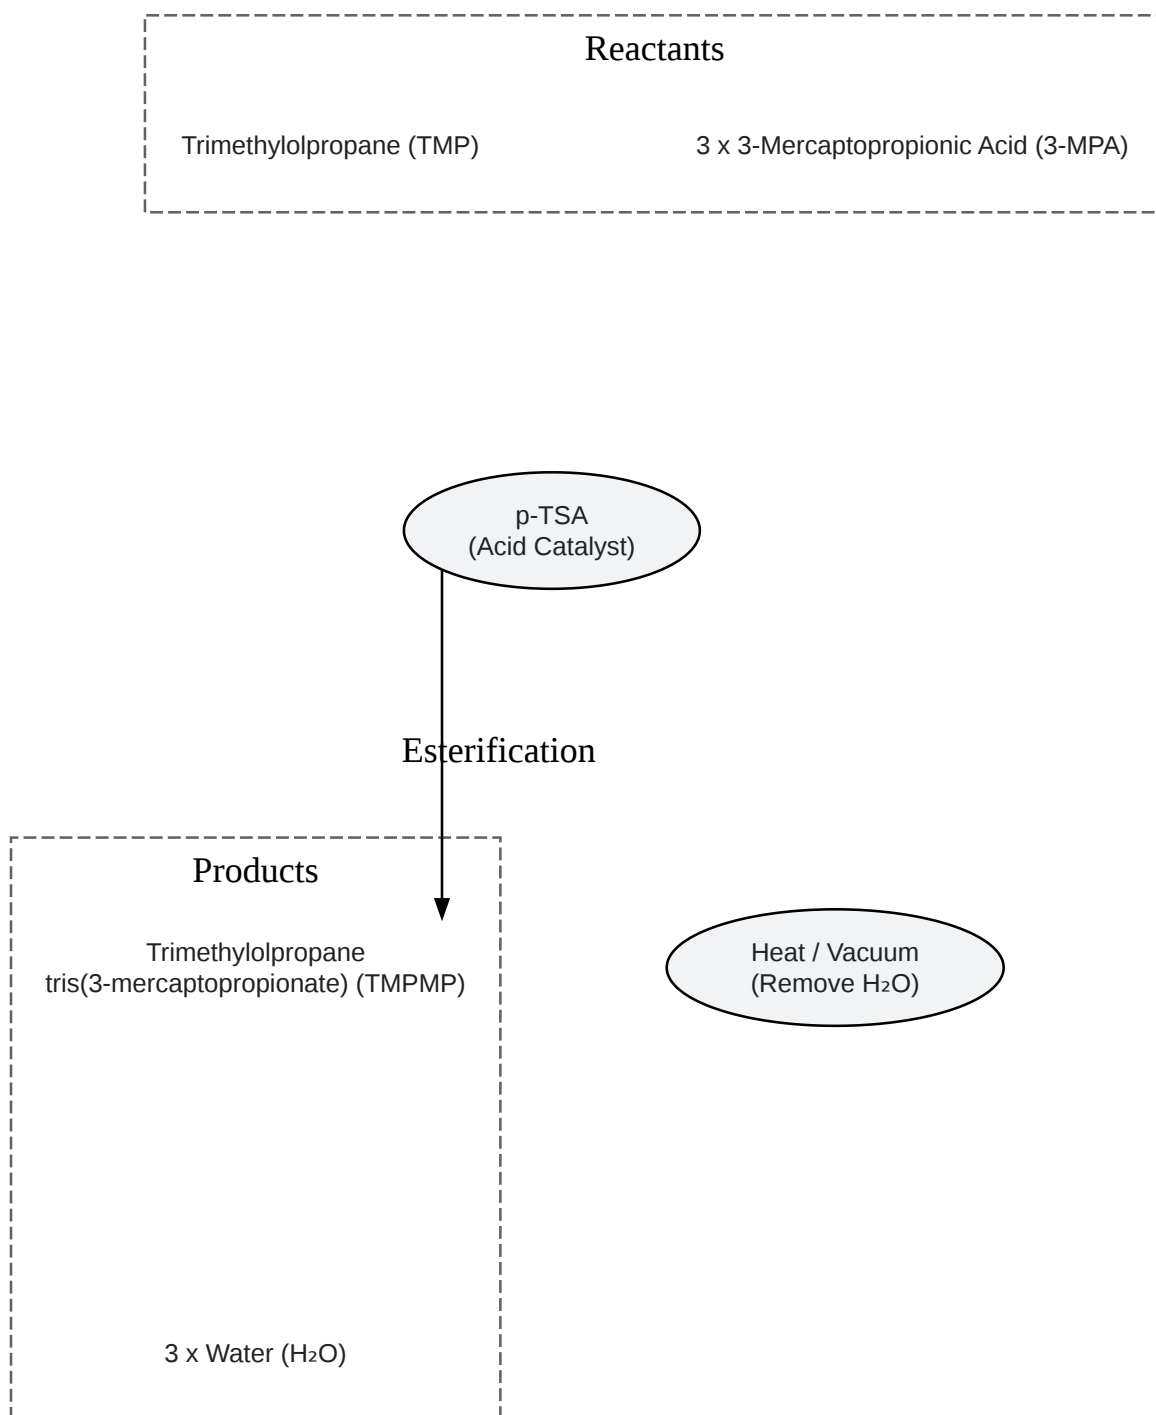 Reactants
Trimethylolpropane (TMP)
3 x 3-Mercaptopropionic Acid (3-MPA)
p-TSA
(Acid Catalyst)
Esterification
Products
Trimethylolpropane
tris(3-mercaptopropionate) (TMPMP)
Heat / Vacuum
(Remove H₂O)
3 x Water (H₂O)